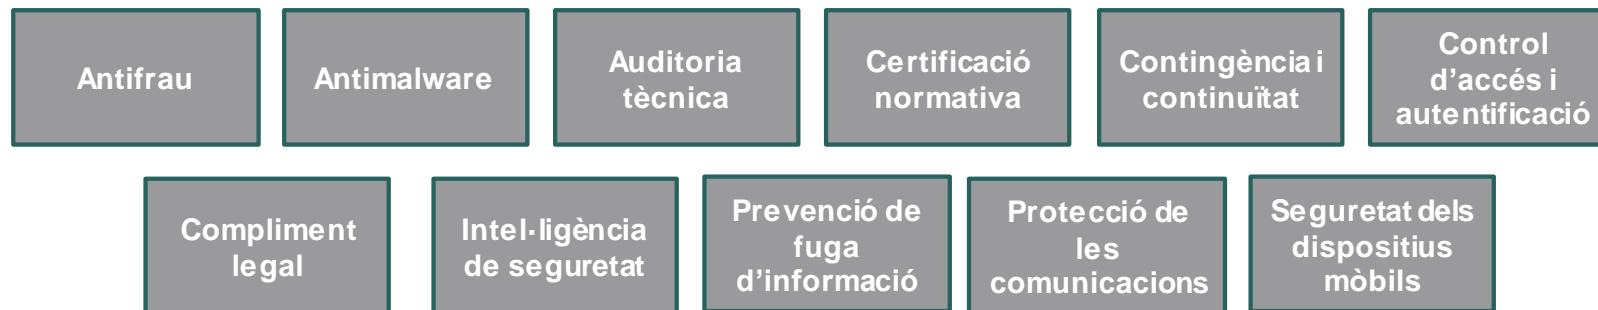 Antifrau
Antimalware
Auditoria
tècnica
Certificació
normativa
Contingència i
continuïtat
Control
d’accés i
autentificació
Compliment
legal
Intel·ligència
de seguretat
Prevenció de
fuga
d’informació
Protecció de
les
comunicacions
Seguretat dels
dispositius
mòbils